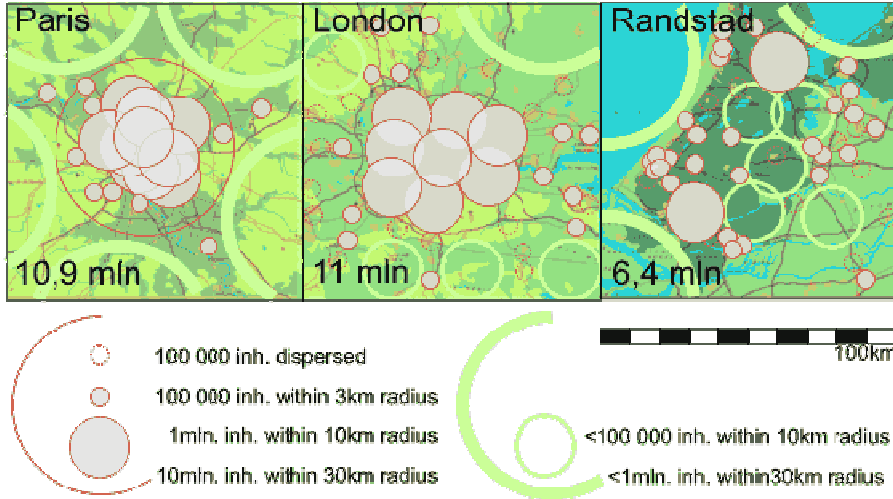 Paris
London
Randstad
10,9 mln
11 mln
6,4 mln
100km
100 000 inh. dispersed
100 000 inh. within 3km radius
1mln. inh. within 10km radius
10mln. inh. within 30km radius
<100 000 inh. within 10km radius
<1mln. inh. within30km radius